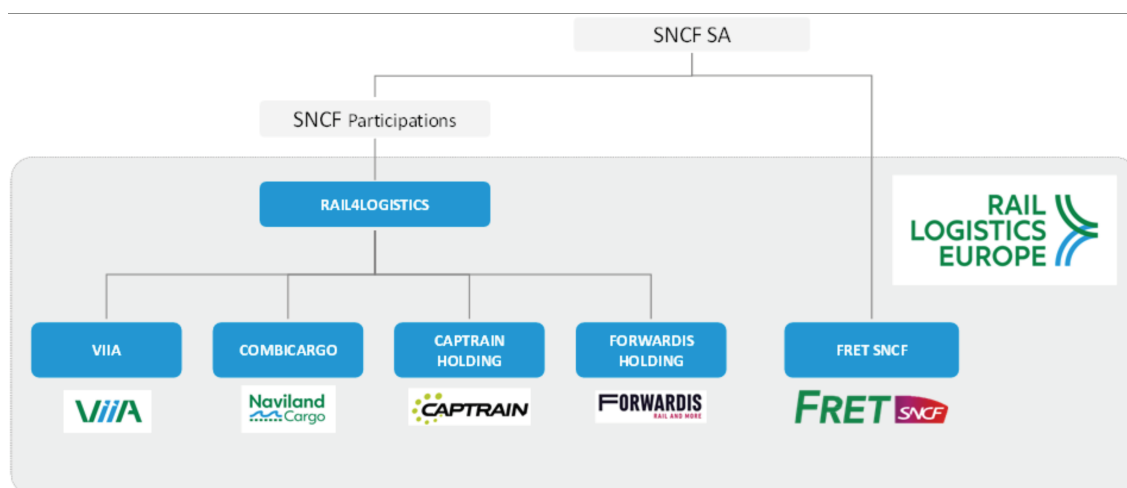 SNCF SA
SNCF Participations
RAIL4LOGISTICS
RAIL
LOGISTICS
EUROPE
VIIA
COMBICARGO
CAPTRAIN
HOLDING
FORWARDIS
HOLDING
FRET SNCF
VIIA
Naviland
Cargo
CAPTRAIN
FORWARDIS
RAIL AND MORE
FRET SNCF